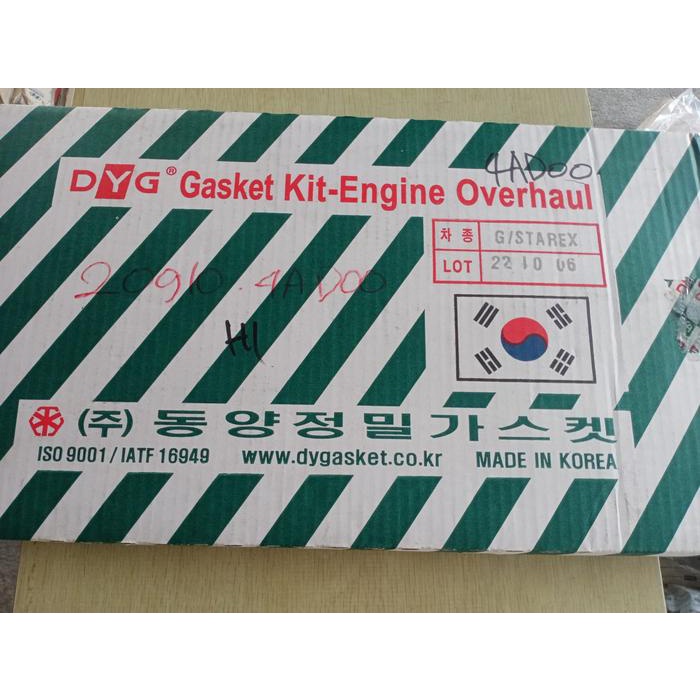 4AD00
DYG® Gasket Kit-Engine Overhaul
차종 G/STAREX
LOT 22 10 06
20910.4AD00
H1
(주) 동양정밀가스켓
ISO 9001 / IATF 16949 www.dygasket.co.kr MADE IN KOREA